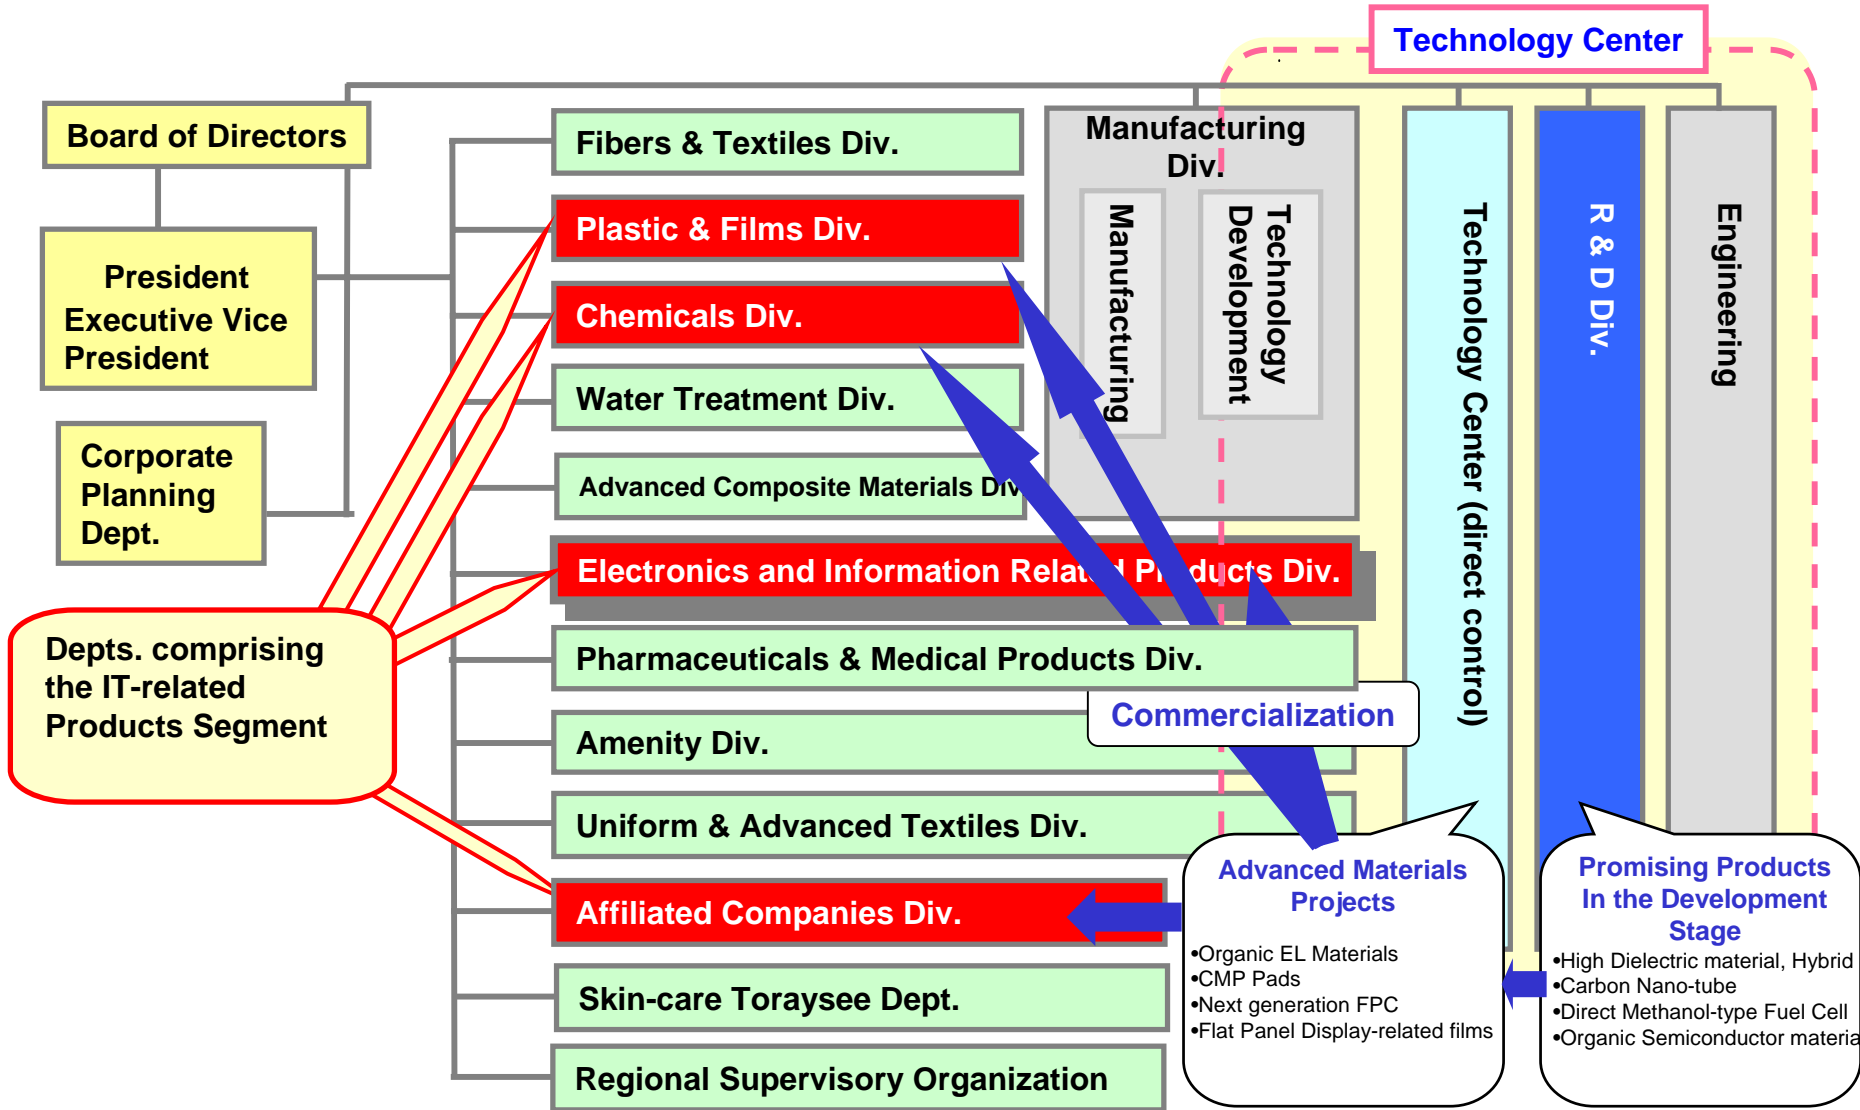 Technology Center
Board of Directors
President
Executive Vice
President
Corporate
Planning
Dept.
Depts. comprising
the IT-related
Products Segment
Fibers & Textiles Div.
Plastic & Films Div.
Chemicals Div.
Water Treatment Div.
Advanced Composite Materials Div
Electronics and Information Related Products Div.
Pharmaceuticals & Medical Products Div.
Amenity Div.
Uniform & Advanced Textiles Div.
Affiliated Companies Div.
Skin-care Toraysee Dept.
Regional Supervisory Organization
Manufacturing
Div.
Manufacturing
Technology
Development
Technology Center (direct control)
R & D Div.
Engineering
Commercialization
Advanced Materials
Projects
•Organic EL Materials
•CMP Pads
•Next generation FPC
•Flat Panel Display-related films
Promising Products
In the Development
Stage
•High Dielectric material, Hybrid
•Carbon Nano-tube
•Direct Methanol-type Fuel Cell
•Organic Semiconductor materia